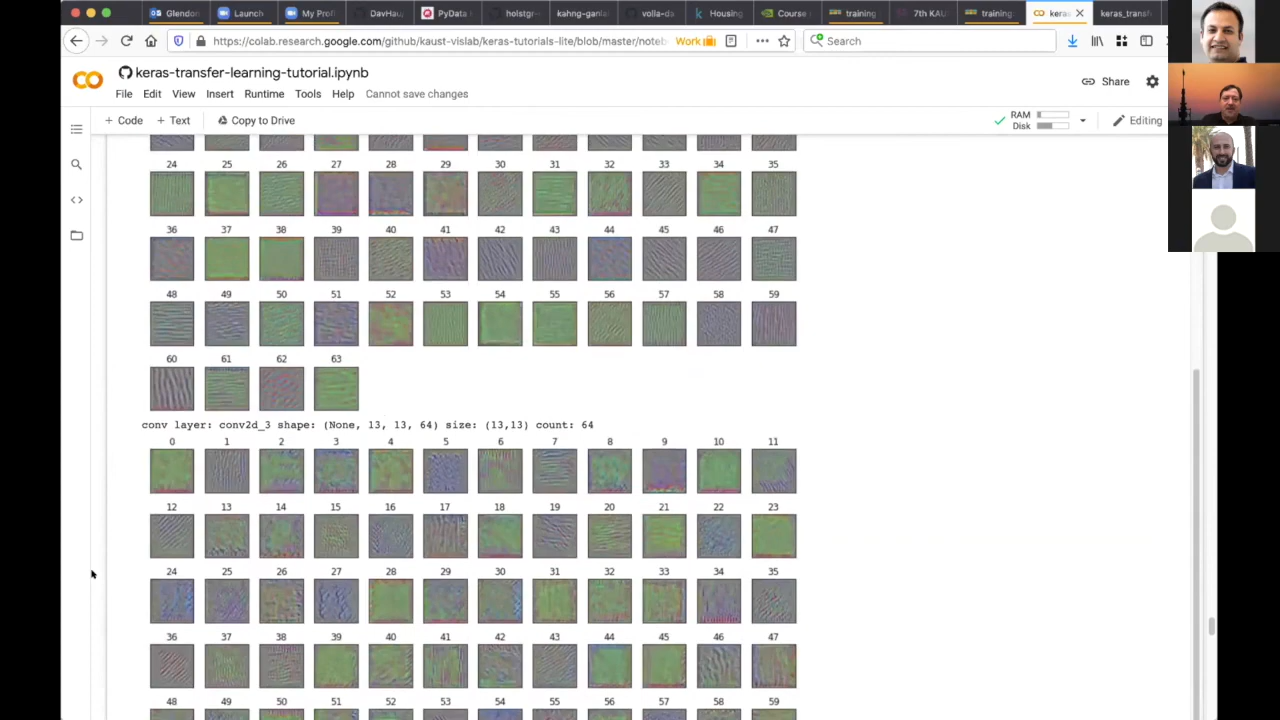 Glendon
Launch
My Profi
DavHau
PyData
holstgr
kahng-ganla
volla-da
Housing
Course
training
7th KAU
training
keras
keras_transf
https://colab.research.google.com/github/kaust-vislab/keras-tutorials-lite/blob/master/noteb
Work
Search
keras-transfer-learning-tutorial.ipynb
Share
File Edit View Insert Runtime Tools Help Cannot save changes
+ Code + Text Copy to Drive
RAM
Disk
Editing
24 25 26 27 28 29 30 31 32 33 34 35
36 37 38 39 40 41 42 43 44 45 46 47
48 49 50 51 52 53 54 55 56 57 58 59
60 61 62 63
conv layer: conv2d_3 shape: (None, 13, 13, 64) size: (13,13) count: 64
0 1 2 3 4 5 6 7 8 9 10 11
12 13 14 15 16 17 18 19 20 21 22 23
24 25 26 27 28 29 30 31 32 33 34 35
36 37 38 39 40 41 42 43 44 45 46 47
48 49 50 51 52 53 54 55 56 57 58 59